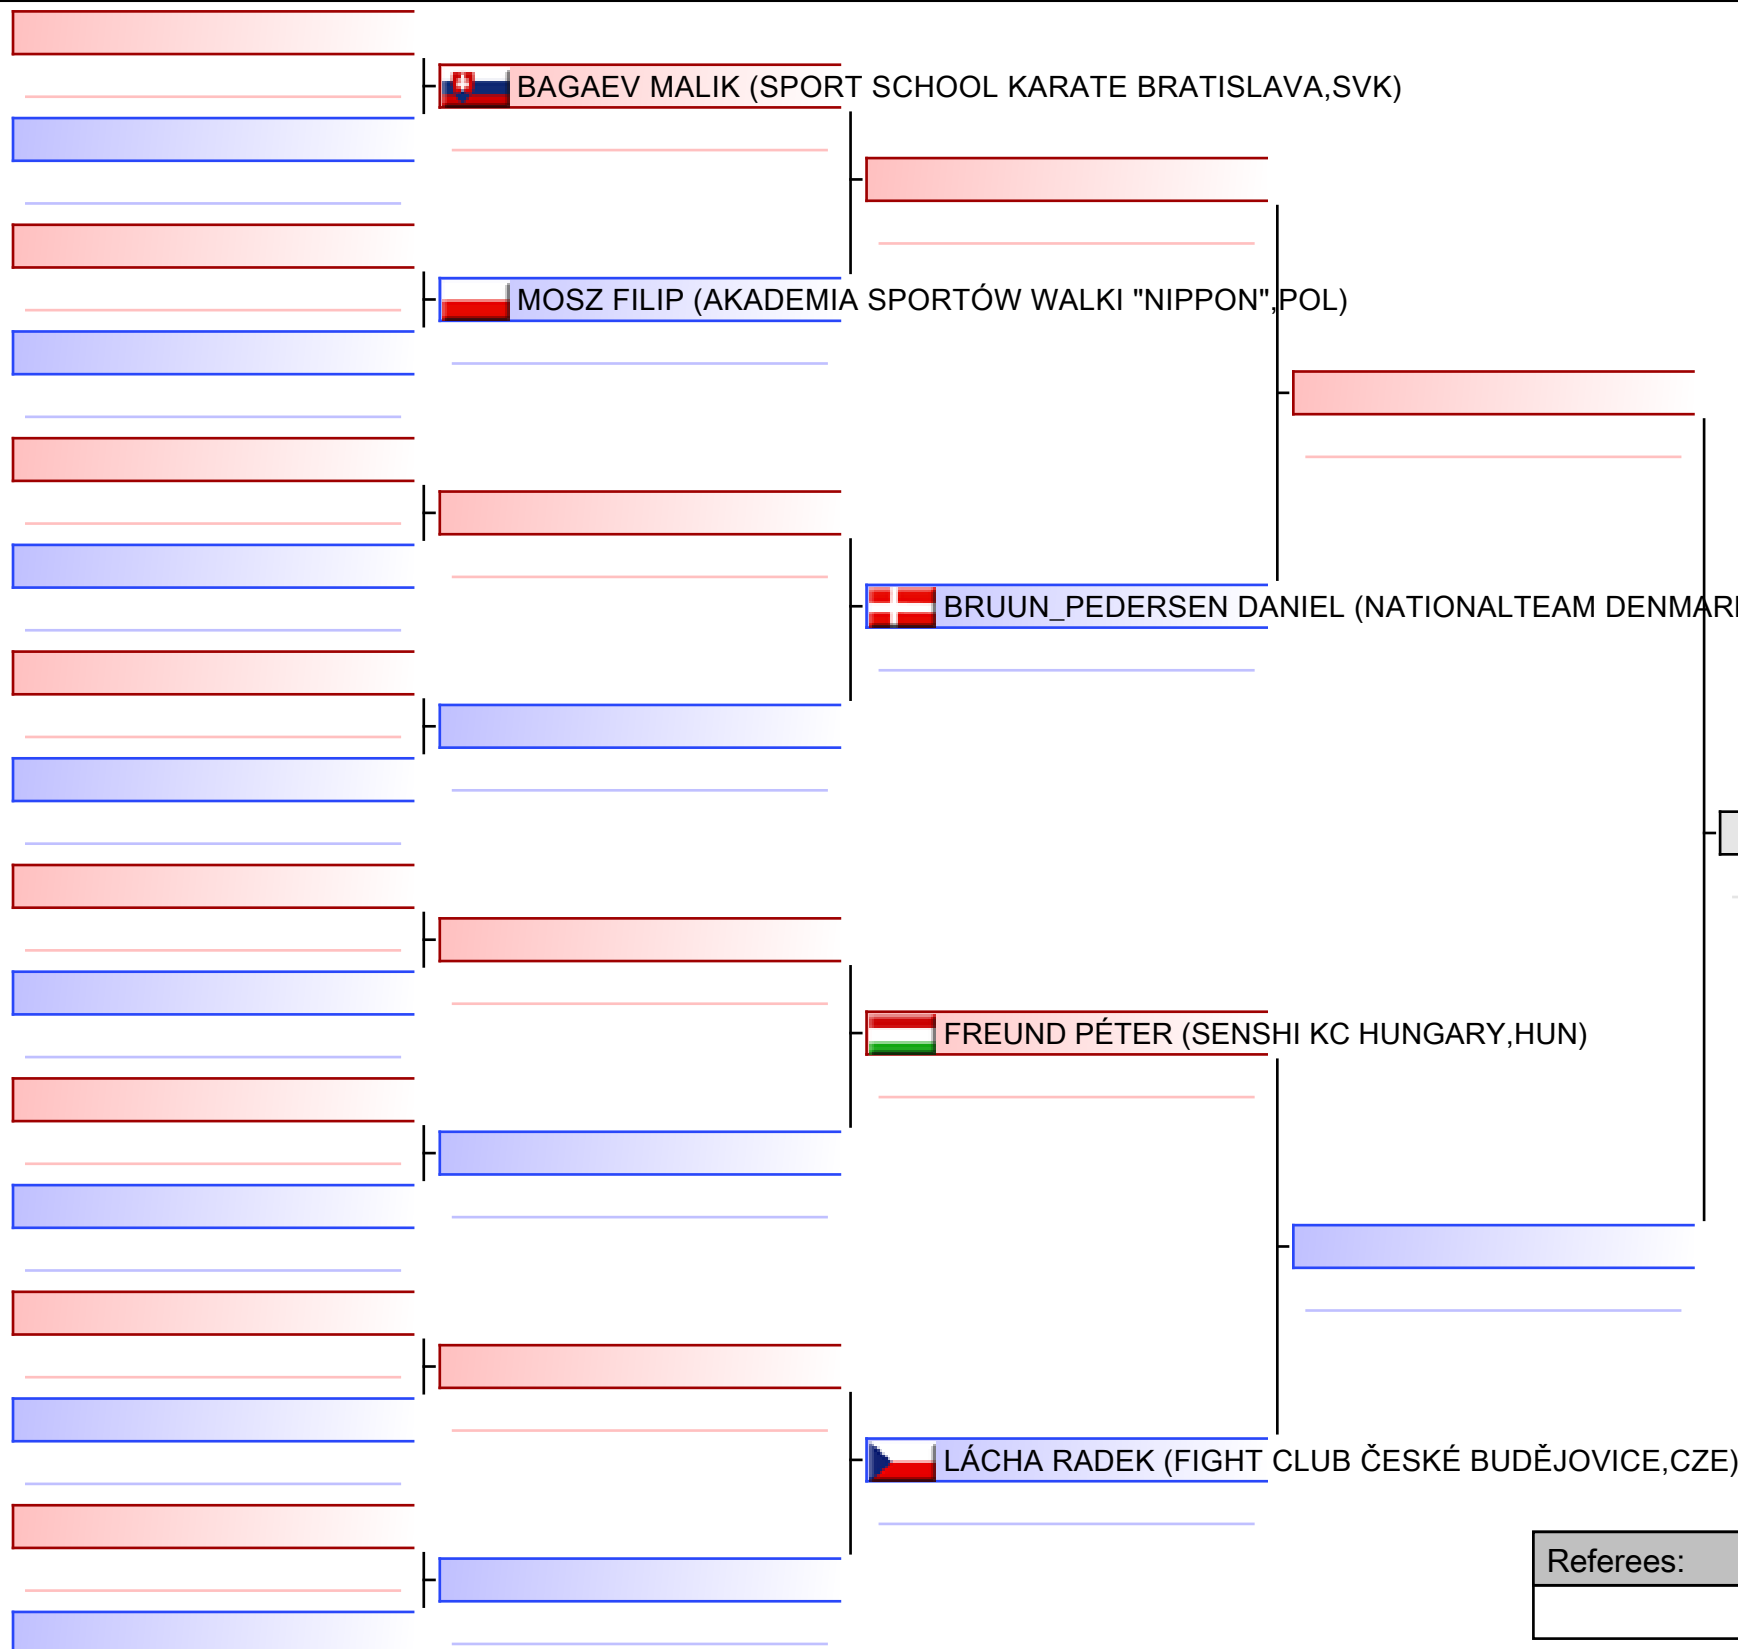 BAGAEV MALIK (SPORT SCHOOL KARATE BRATISLAVA,SVK)
MOSZ FILIP (AKADEMIA SPORTÓW WALKI "NIPPON",POL)
BRUUN_PEDERSEN DANIEL (NATIONALTEAM DENMAR
FREUND PÉTER (SENSHI KC HUNGARY,HUN)
LÁCHA RADEK (FIGHT CLUB ČESKÉ BUDĚJOVICE,CZE)
Referees: